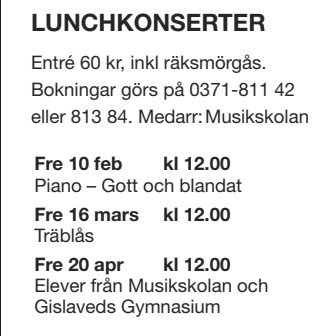 LUNCHKONSERTER
Entré 60 kr, inkl räksmörgås.
Bokningar görs på 0371-811 42
eller 813 84. Medarr: Musikskolan
Fre 10 feb kl 12.00
Piano – Gott och blandat
Fre 16 mars kl 12.00
Träblås
Fre 20 apr kl 12.00
Elever från Musikskolan och
Gislaveds Gymnasium